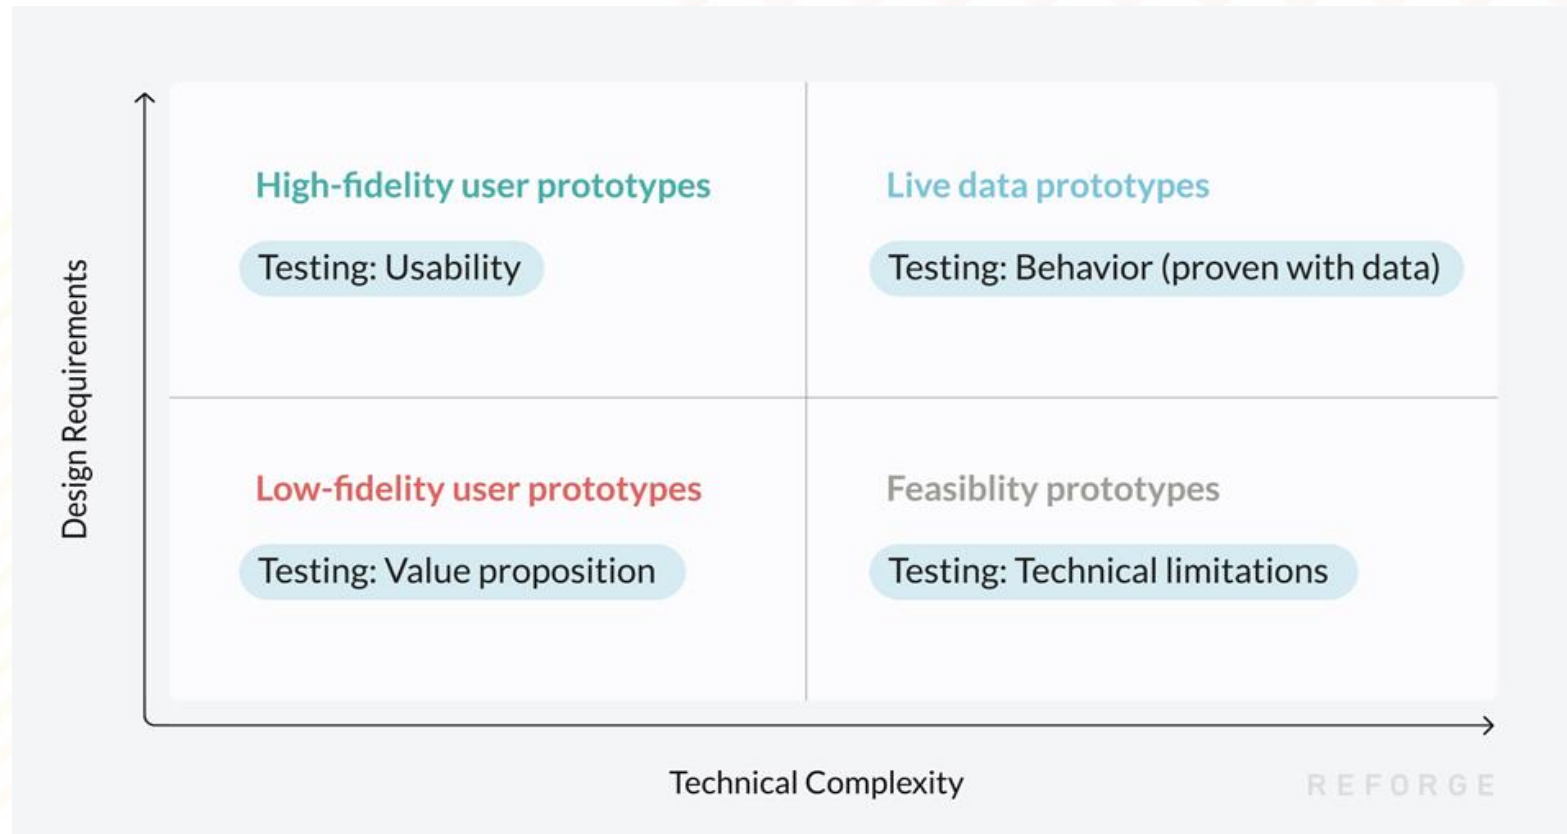 High-fidelity user prototypes
Testing: Usability
Live data prototypes
Testing: Behavior (proven with data)
Design Requirements
Low-fidelity user prototypes
Testing: Value proposition
Feasiblity prototypes
Testing: Technical limitations
Technical Complexity
REFORGE